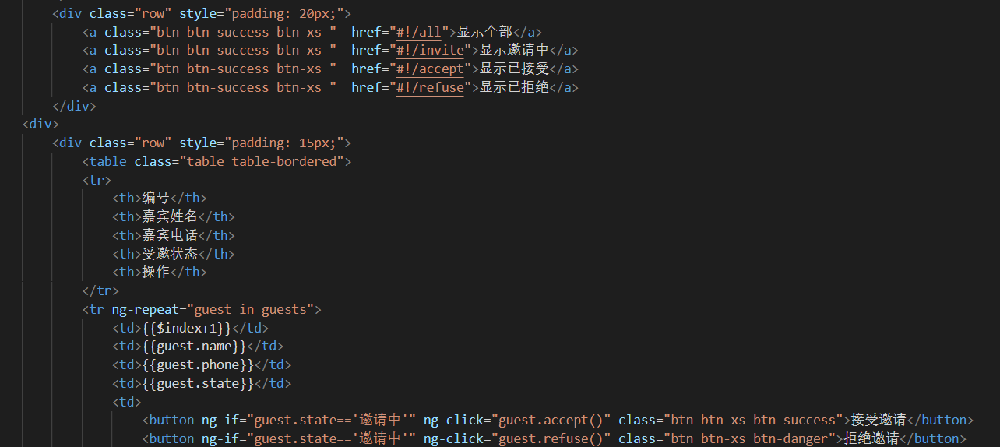 <div class="row" style="padding: 20px;">
<a class="btn btn-success btn-xs "  href="#!/all">显示全部</a>
<a class="btn btn-success btn-xs "  href="#!/invite">显示邀请中</a>
<a class="btn btn-success btn-xs "  href="#!/accept">显示已接受</a>
<a class="btn btn-success btn-xs "  href="#!/refuse">显示已拒绝</a>
</div>
<div>
<div class="row" style="padding: 15px;">
<table class="table table-bordered">
<tr>
<th>编号</th>
<th>嘉宾姓名</th>
<th>嘉宾电话</th>
<th>受邀状态</th>
<th>操作</th>
</tr>
<tr ng-repeat="guest in guests">
<td>{{$index+1}}</td>
<td>{{guest.name}}</td>
<td>{{guest.phone}}</td>
<td>{{guest.state}}</td>
<td>
<button ng-if="guest.state=='邀请中'" ng-click="guest.accept()" class="btn btn-xs btn-success">接受邀请</button>
<button ng-if="guest.state=='邀请中'" ng-click="guest.refuse()" class="btn btn-xs btn-danger">拒绝邀请</button>